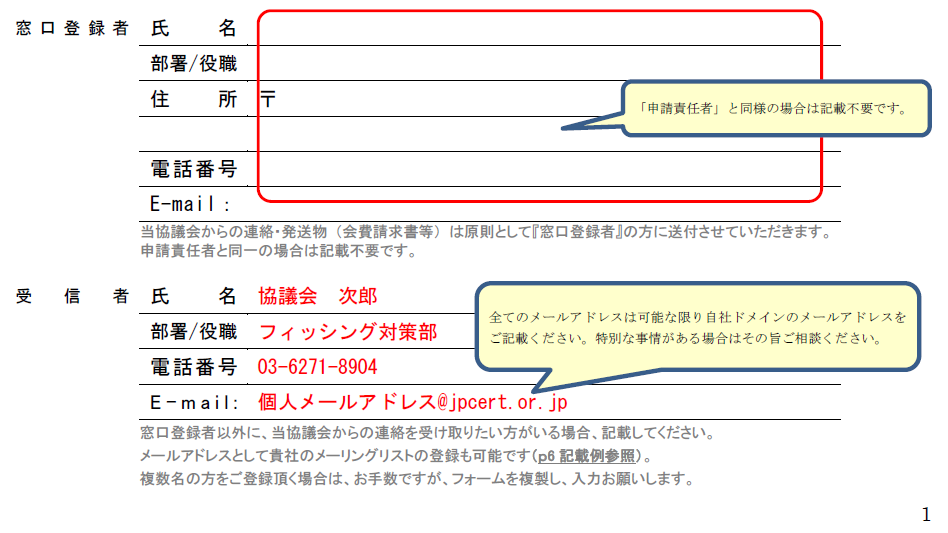 窓口登録者 氏名
部署/役職
住所 〒
「申請責任者」と同様の場合は記載不要です。
電話番号
E-mail：
当協議会からの連絡・発送物（会費請求書等）は原則として『窓口登録者』の方に送付させていただきます。
申請責任者と同一の場合は記載不要です。
受信者 氏名 協議会 次郎
部署/役職 フィッシング対策部
全てのメールアドレスは可能な限り自社ドメインのメールアドレスを
ご記載ください。特別な事情がある場合はその旨ご相談ください。
電話番号 03-6271-8904
E-mail: 個人メールアドレス@jpcert.or.jp
窓口登録者以外に、当協議会からの連絡を受け取りたい方がいる場合、記載してください。
メールアドレスとして貴社のメーリングリストの登録も可能です（p6 記載例参照）。
複数名の方をご登録頂く場合は、お手数ですが、フォームを複製し、入力お願いします。
1